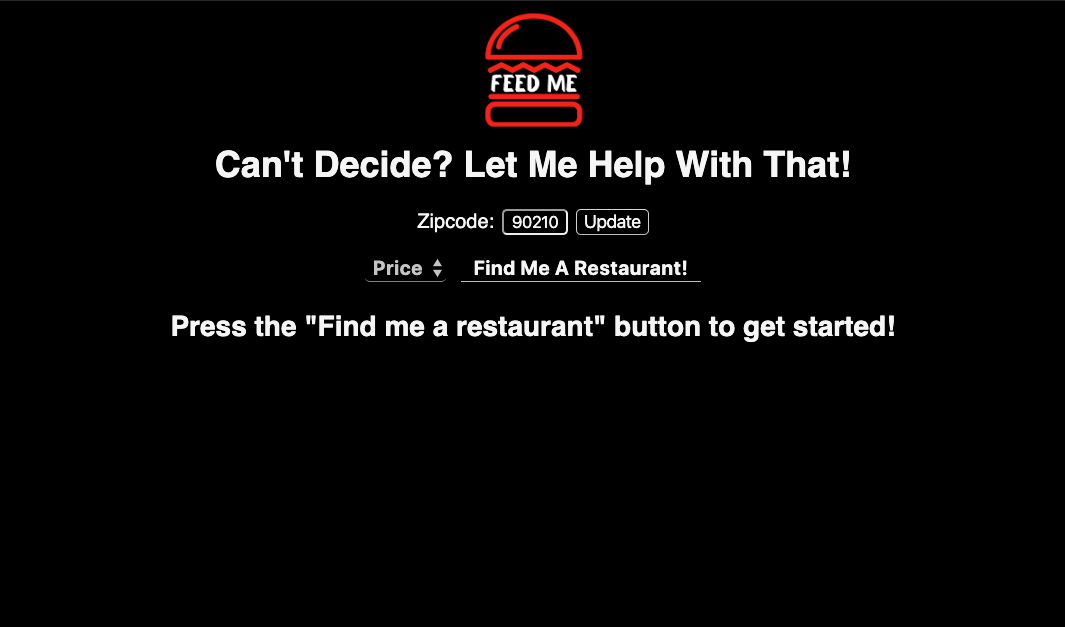 FEED ME
Can't Decide? Let Me Help With That!
Zipcode: 90210 Update
Price Find Me A Restaurant!
Press the "Find me a restaurant" button to get started!